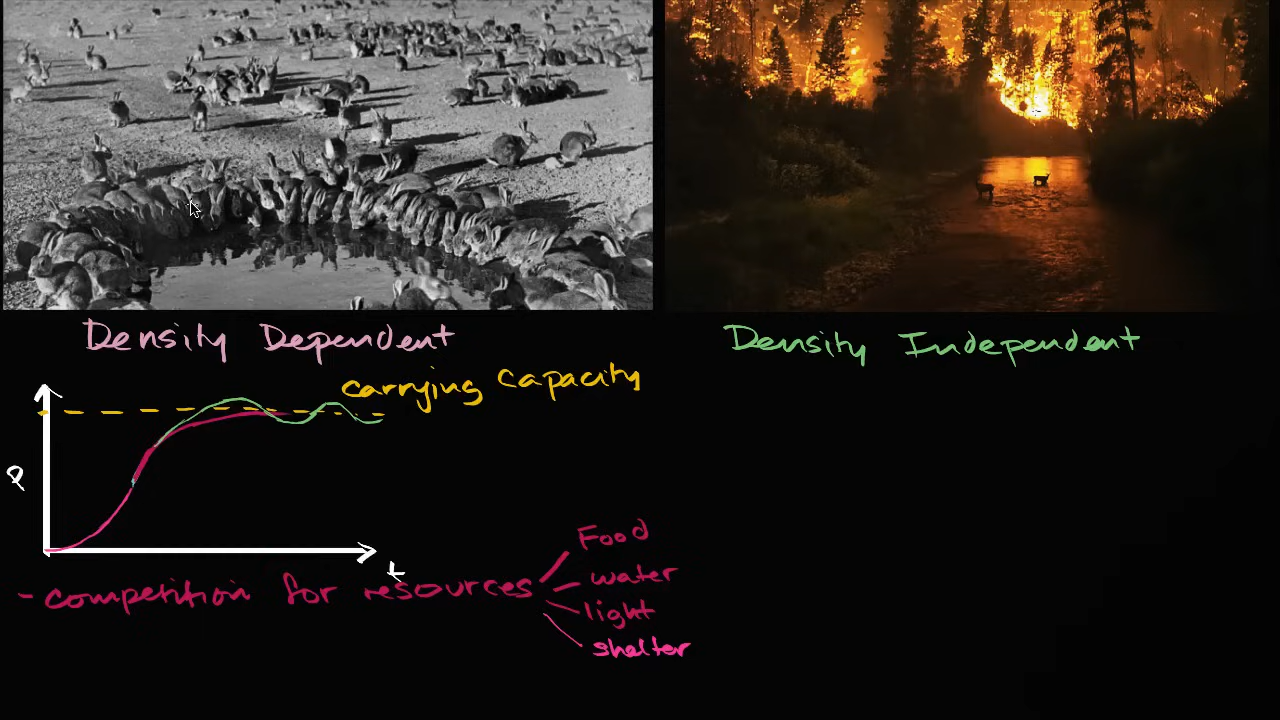 Density Dependent
Density Independent
carrying capacity
P
t
- competition for resources
Food
water
light
shelter